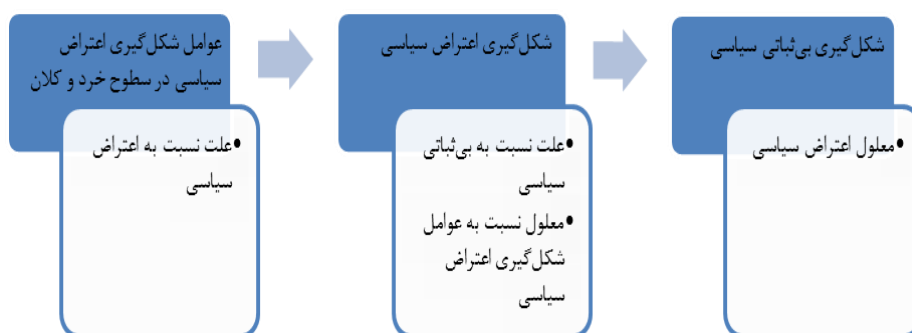 عوامل شکل‌گیری اعتراض
سیاسی در سطوح خرد و کلان
•علت نسبت به اعتراض
سیاسی
شکل‌گیری اعتراض سیاسی
•علت نسبت به بی‌ثباتی
سیاسی
•معلول نسبت به عوامل
شکل‌گیری اعتراض
سیاسی
شکل‌گیری بی‌ثباتی سیاسی
•معلول اعتراض سیاسی